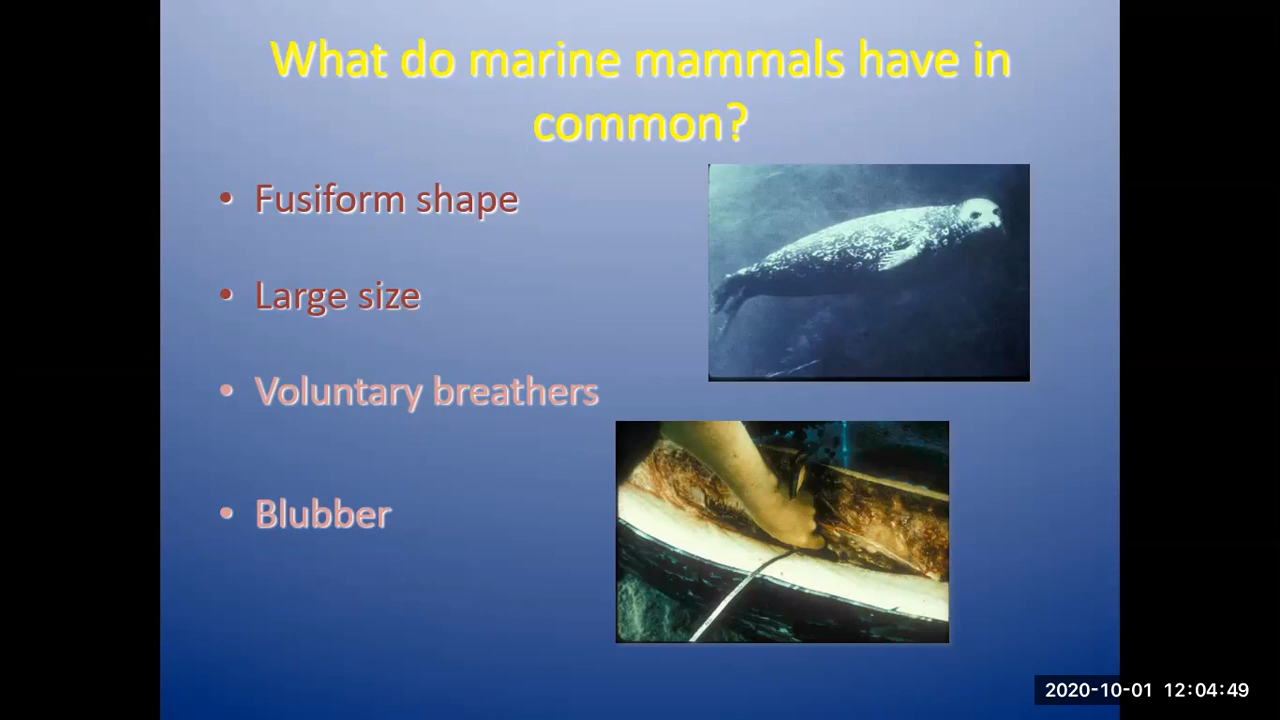 What do marine mammals have in
common?
• Fusiform shape
• Large size
• Voluntary breathers
• Blubber
2020-10-01 12:04:49